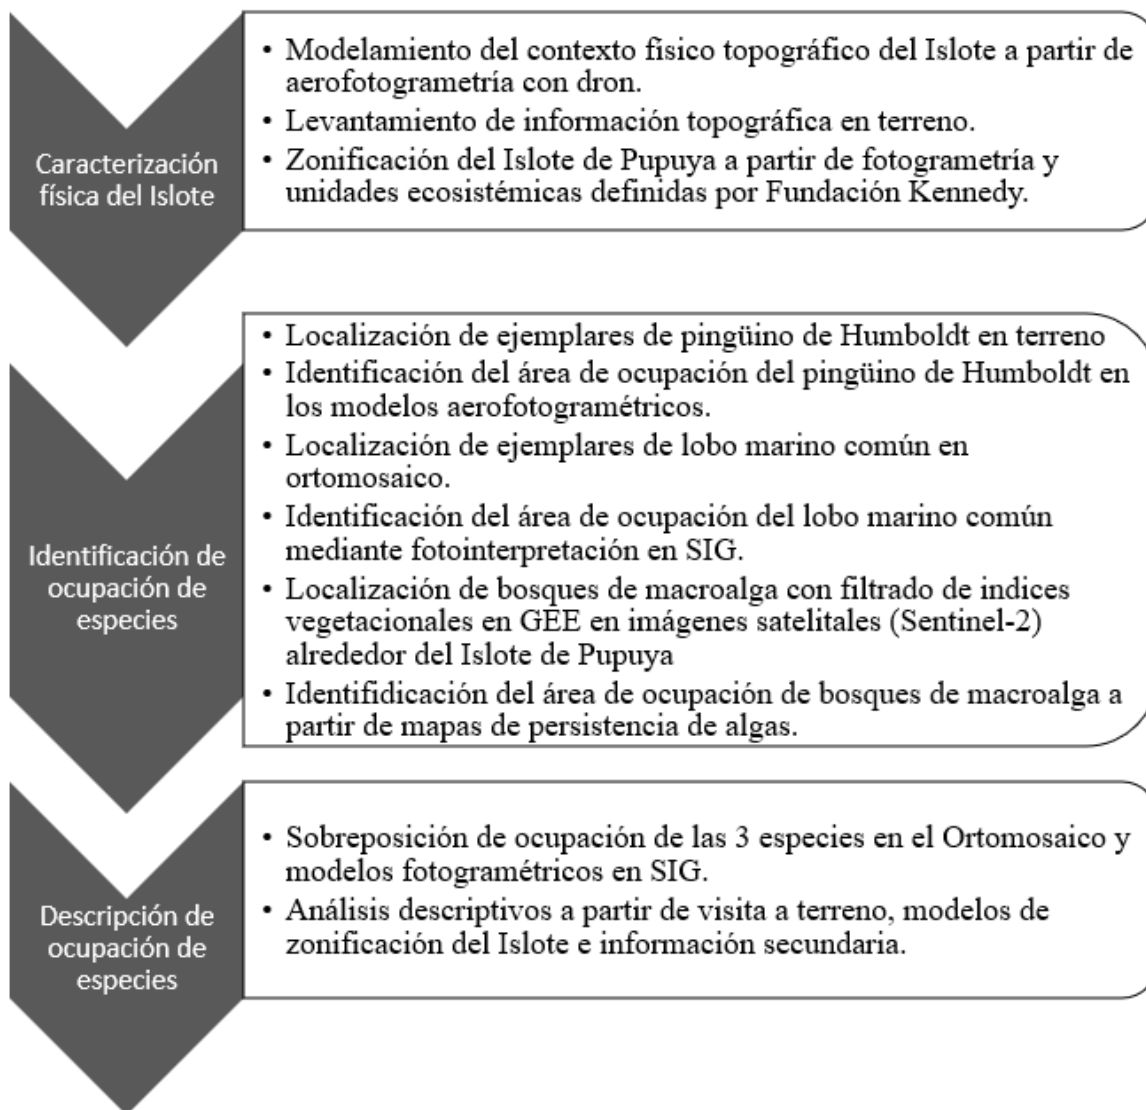 Caracterización
física del Islote
• Modelamiento del contexto físico topográfico del Islote a partir de
aerofotogrametría con dron.
• Levantamiento de información topográfica en terreno.
• Zonificación del Islote de Pupuya a partir de fotogrametría y
unidades ecosistémicas definidas por Fundación Kennedy.
Identificación de
ocupación de
especies
• Localización de ejemplares de pingüino de Humboldt en terreno
• Identificación del área de ocupación del pingüino de Humboldt en
los modelos aerofotogramétricos.
• Localización de ejemplares de lobo marino común en
ortomosaico.
• Identificación del área de ocupación del lobo marino común
mediante fotointerpretación en SIG.
• Localización de bosques de macroalga con filtrado de indices
vegetacionales en GEE en imágenes satelitales (Sentinel-2)
alrededor del Islote de Pupuya
• Identifidicación del área de ocupación de bosques de macroalga a
partir de mapas de persistencia de algas.
Descripción de
ocupación de
especies
• Sobreposición de ocupación de las 3 especies en el Ortomosaico y
modelos fotogramétricos en SIG.
• Análisis descriptivos a partir de visita a terreno, modelos de
zonificación del Islote e información secundaria.